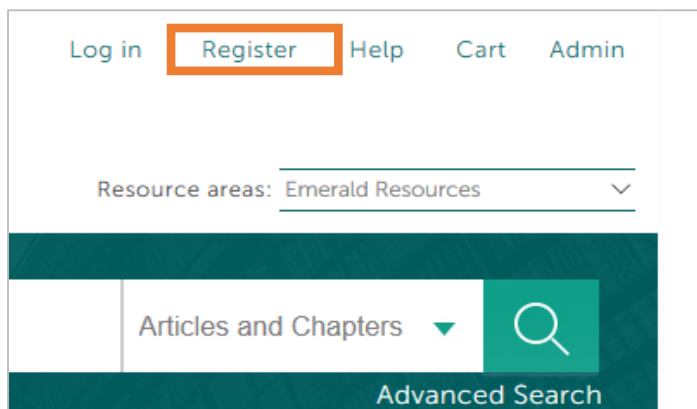 Log in Register Help Cart Admin
Resource areas: Emerald Resources
Articles and Chapters
Advanced Search